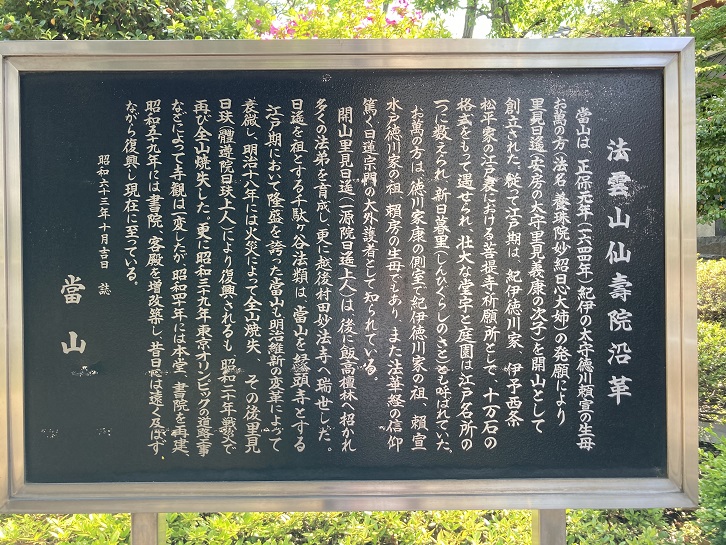 法雲山仙壽院沿革
當山は、正保元年(一六四四年)紀伊の太守徳川頼宣の生母
お萬の方(法名・養珠院妙紹日心大姉)の発願により
里見日遥(安房の太守里見義康の次子)を開山として
創立された。従って江戸期は、紀伊徳川家、伊予西条
松平家の江戸表における菩提寺・祈願所として、十万石の
格式をもって遇せられ、壮大な堂宇と庭園は江戸名所の
一つに数えられ、新日暮里(しんひぐらしのさと)とも呼ばれていた。
お萬の方は、徳川家康の側室で紀伊徳川家の祖、頼宣
水戸徳川家の祖、頼房の生母でもあり、また法華経の信仰
篤く日蓮宗門の大外護者として知られている。
開山里見日遥(一源院日遥上人)は、後に飯高檀林へ招かれ
多くの法弟を育成し、更に越後村田妙法寺へ瑞世した。
日遥を祖とする千駄ヶ谷法類は、當山を縁頭寺とする
江戸期において隆盛を誇った當山も明治維新の変革によって
衰微し、明治十八年には火災によって全山焼失、その後里見
日玞(體導院日玞上人)により復興されるも、昭和二十年戦災で
再び全山焼失した。更に昭和三九年、東京オリンピックの道路工事
などによって寺観は一変したが、昭和四十年には本堂、書院を再建、
昭和五九年には書院、客殿を増改築し、昔日には遠く及ばず
ながら復興し現在に至っている。
昭和六十三年十月吉日 誌
當山